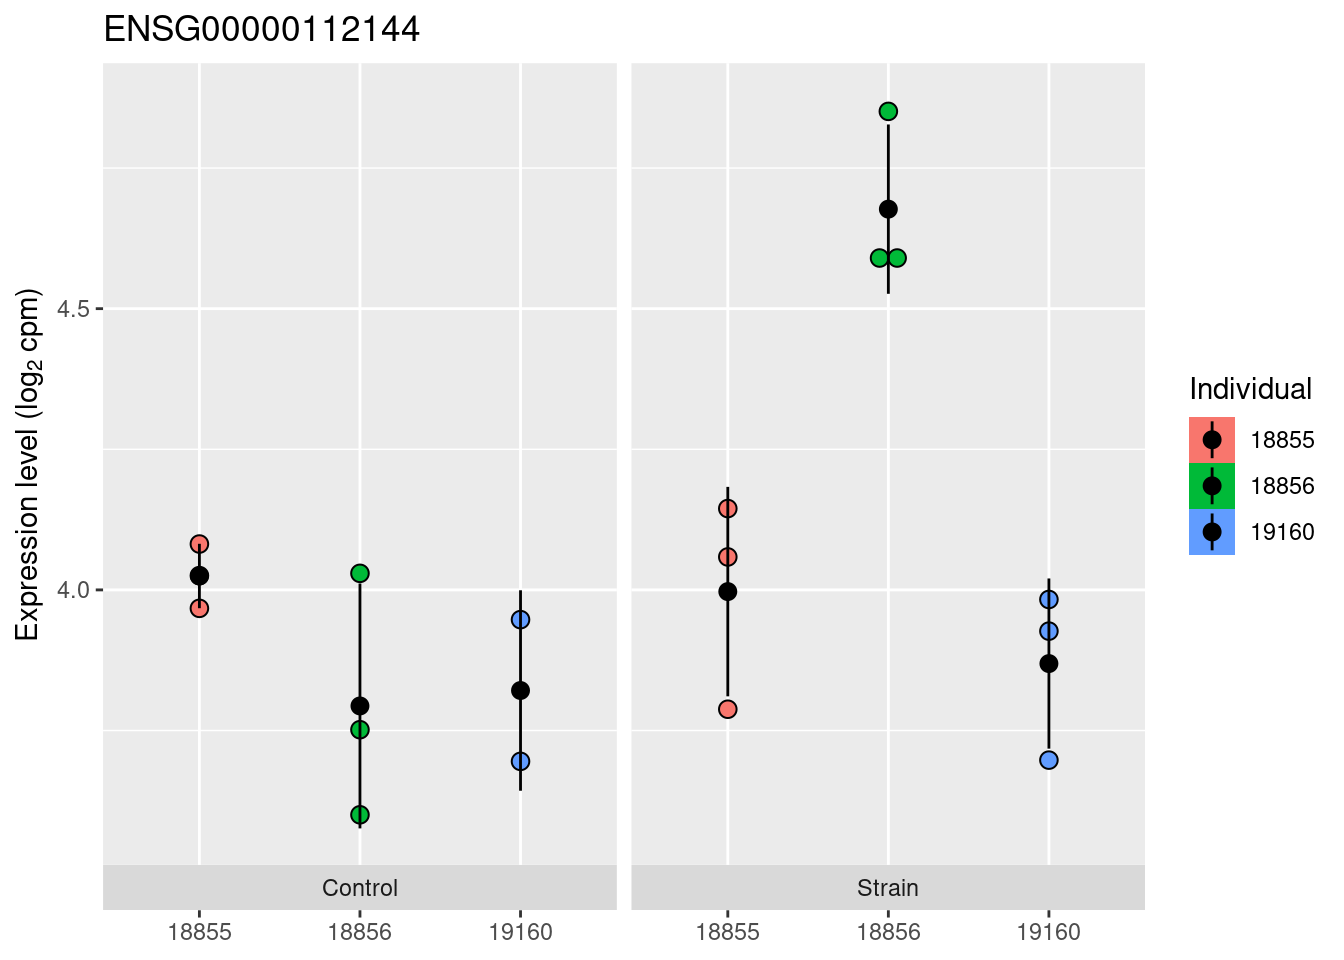 ENSG00000112144
Expression level (log₂ cpm)
4.5
4.0
Control
Strain
18855
18856
19160
18855
18856
19160
Individual
18855
18856
19160